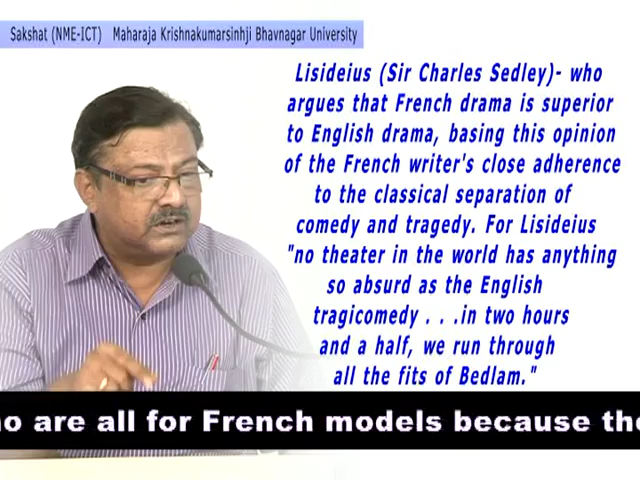 Sakshat (NME-ICT) Maharaja Krishnakumarsinhji Bhavnagar University
Lisideius (Sir Charles Sedley)- who
argues that French drama is superior
to English drama, basing this opinion
of the French writer's close adherence
to the classical separation of
comedy and tragedy. For Lisideius
"no theater in the world has anything
so absurd as the English
tragicomedy . . .in two hours
and a half, we run through
all the fits of Bedlam."
o are all for French models because the